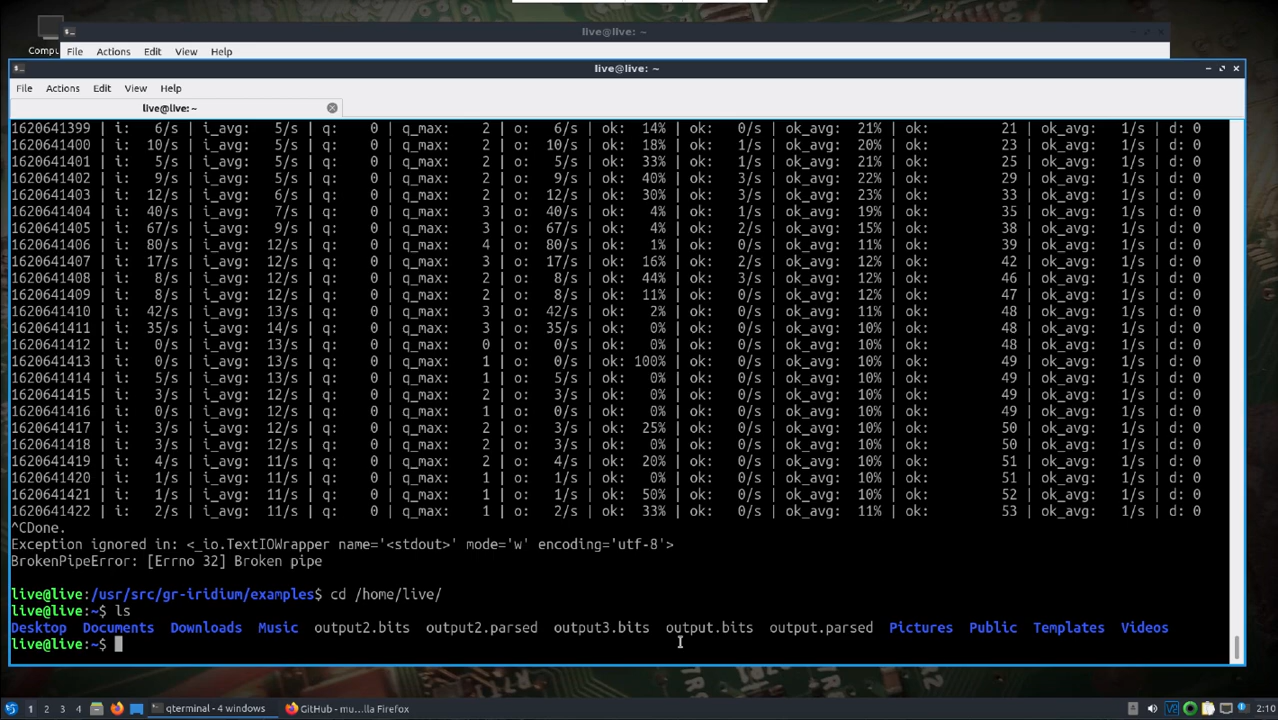 Compu
live@live: ~
File Actions Edit View Help
live@live: ~
File Actions Edit View Help
live@live: ~
1620641399 | i: 6/s | i_avg: 5/s | q: 0 | q_max: 2 | o: 6/s | ok: 14% | ok: 0/s | ok_avg: 21% | ok: 21 | ok_avg: 1/s | d: 0
1620641400 | i: 10/s | i_avg: 5/s | q: 0 | q_max: 2 | o: 10/s | ok: 18% | ok: 1/s | ok_avg: 20% | ok: 23 | ok_avg: 1/s | d: 0
1620641401 | i: 5/s | i_avg: 5/s | q: 0 | q_max: 2 | o: 5/s | ok: 33% | ok: 1/s | ok_avg: 21% | ok: 25 | ok_avg: 1/s | d: 0
1620641402 | i: 9/s | i_avg: 5/s | q: 0 | q_max: 2 | o: 9/s | ok: 40% | ok: 3/s | ok_avg: 22% | ok: 29 | ok_avg: 1/s | d: 0
1620641403 | i: 12/s | i_avg: 6/s | q: 0 | q_max: 2 | o: 12/s | ok: 30% | ok: 3/s | ok_avg: 23% | ok: 33 | ok_avg: 1/s | d: 0
1620641404 | i: 40/s | i_avg: 7/s | q: 0 | q_max: 3 | o: 40/s | ok: 4% | ok: 1/s | ok_avg: 19% | ok: 35 | ok_avg: 1/s | d: 0
1620641405 | i: 67/s | i_avg: 9/s | q: 0 | q_max: 3 | o: 67/s | ok: 4% | ok: 2/s | ok_avg: 15% | ok: 38 | ok_avg: 1/s | d: 0
1620641406 | i: 80/s | i_avg: 12/s | q: 0 | q_max: 4 | o: 80/s | ok: 1% | ok: 0/s | ok_avg: 11% | ok: 39 | ok_avg: 1/s | d: 0
1620641407 | i: 17/s | i_avg: 12/s | q: 0 | q_max: 3 | o: 17/s | ok: 16% | ok: 2/s | ok_avg: 12% | ok: 42 | ok_avg: 1/s | d: 0
1620641408 | i: 8/s | i_avg: 12/s | q: 0 | q_max: 2 | o: 8/s | ok: 44% | ok: 3/s | ok_avg: 12% | ok: 46 | ok_avg: 1/s | d: 0
1620641409 | i: 8/s | i_avg: 12/s | q: 0 | q_max: 2 | o: 8/s | ok: 11% | ok: 0/s | ok_avg: 12% | ok: 47 | ok_avg: 1/s | d: 0
1620641410 | i: 42/s | i_avg: 13/s | q: 0 | q_max: 3 | o: 42/s | ok: 2% | ok: 0/s | ok_avg: 11% | ok: 48 | ok_avg: 1/s | d: 0
1620641411 | i: 35/s | i_avg: 14/s | q: 0 | q_max: 3 | o: 35/s | ok: 0% | ok: 0/s | ok_avg: 10% | ok: 48 | ok_avg: 1/s | d: 0
1620641412 | i: 0/s | i_avg: 13/s | q: 0 | q_max: 0 | o: 0/s | ok: 0% | ok: 0/s | ok_avg: 10% | ok: 48 | ok_avg: 1/s | d: 0
1620641413 | i: 0/s | i_avg: 13/s | q: 0 | q_max: 1 | o: 0/s | ok: 100% | ok: 0/s | ok_avg: 10% | ok: 49 | ok_avg: 1/s | d: 0
1620641414 | i: 5/s | i_avg: 13/s | q: 0 | q_max: 1 | o: 5/s | ok: 0% | ok: 0/s | ok_avg: 10% | ok: 49 | ok_avg: 1/s | d: 0
1620641415 | i: 3/s | i_avg: 12/s | q: 0 | q_max: 2 | o: 3/s | ok: 0% | ok: 0/s | ok_avg: 10% | ok: 49 | ok_avg: 1/s | d: 0
1620641416 | i: 0/s | i_avg: 12/s | q: 0 | q_max: 1 | o: 0/s | ok: 0% | ok: 0/s | ok_avg: 10% | ok: 49 | ok_avg: 1/s | d: 0
1620641417 | i: 3/s | i_avg: 12/s | q: 0 | q_max: 2 | o: 3/s | ok: 25% | ok: 0/s | ok_avg: 10% | ok: 50 | ok_avg: 1/s | d: 0
1620641418 | i: 3/s | i_avg: 12/s | q: 0 | q_max: 2 | o: 3/s | ok: 0% | ok: 0/s | ok_avg: 10% | ok: 50 | ok_avg: 1/s | d: 0
1620641419 | i: 4/s | i_avg: 11/s | q: 0 | q_max: 2 | o: 4/s | ok: 20% | ok: 0/s | ok_avg: 10% | ok: 51 | ok_avg: 1/s | d: 0
1620641420 | i: 1/s | i_avg: 11/s | q: 0 | q_max: 1 | o: 1/s | ok: 0% | ok: 0/s | ok_avg: 10% | ok: 51 | ok_avg: 1/s | d: 0
1620641421 | i: 1/s | i_avg: 11/s | q: 0 | q_max: 1 | o: 1/s | ok: 50% | ok: 0/s | ok_avg: 10% | ok: 52 | ok_avg: 1/s | d: 0
1620641422 | i: 2/s | i_avg: 11/s | q: 0 | q_max: 1 | o: 2/s | ok: 33% | ok: 0/s | ok_avg: 11% | ok: 53 | ok_avg: 1/s | d: 0
^CDone.
Exception ignored in: <_io.TextIOWrapper name='<stdout>' mode='w' encoding='utf-8'>
BrokenPipeError: [Errno 32] Broken pipe
live@live:/usr/src/gr-iridium/examples$ cd /home/live/
live@live:~$ ls
Desktop Documents Downloads Music output2.bits output2.parsed output3.bits output.bits output.parsed Pictures Public Templates Videos
live@live:~$
1 2 3 4 qterminal - 4 windows GitHub - mu...lla Firefox 2:10